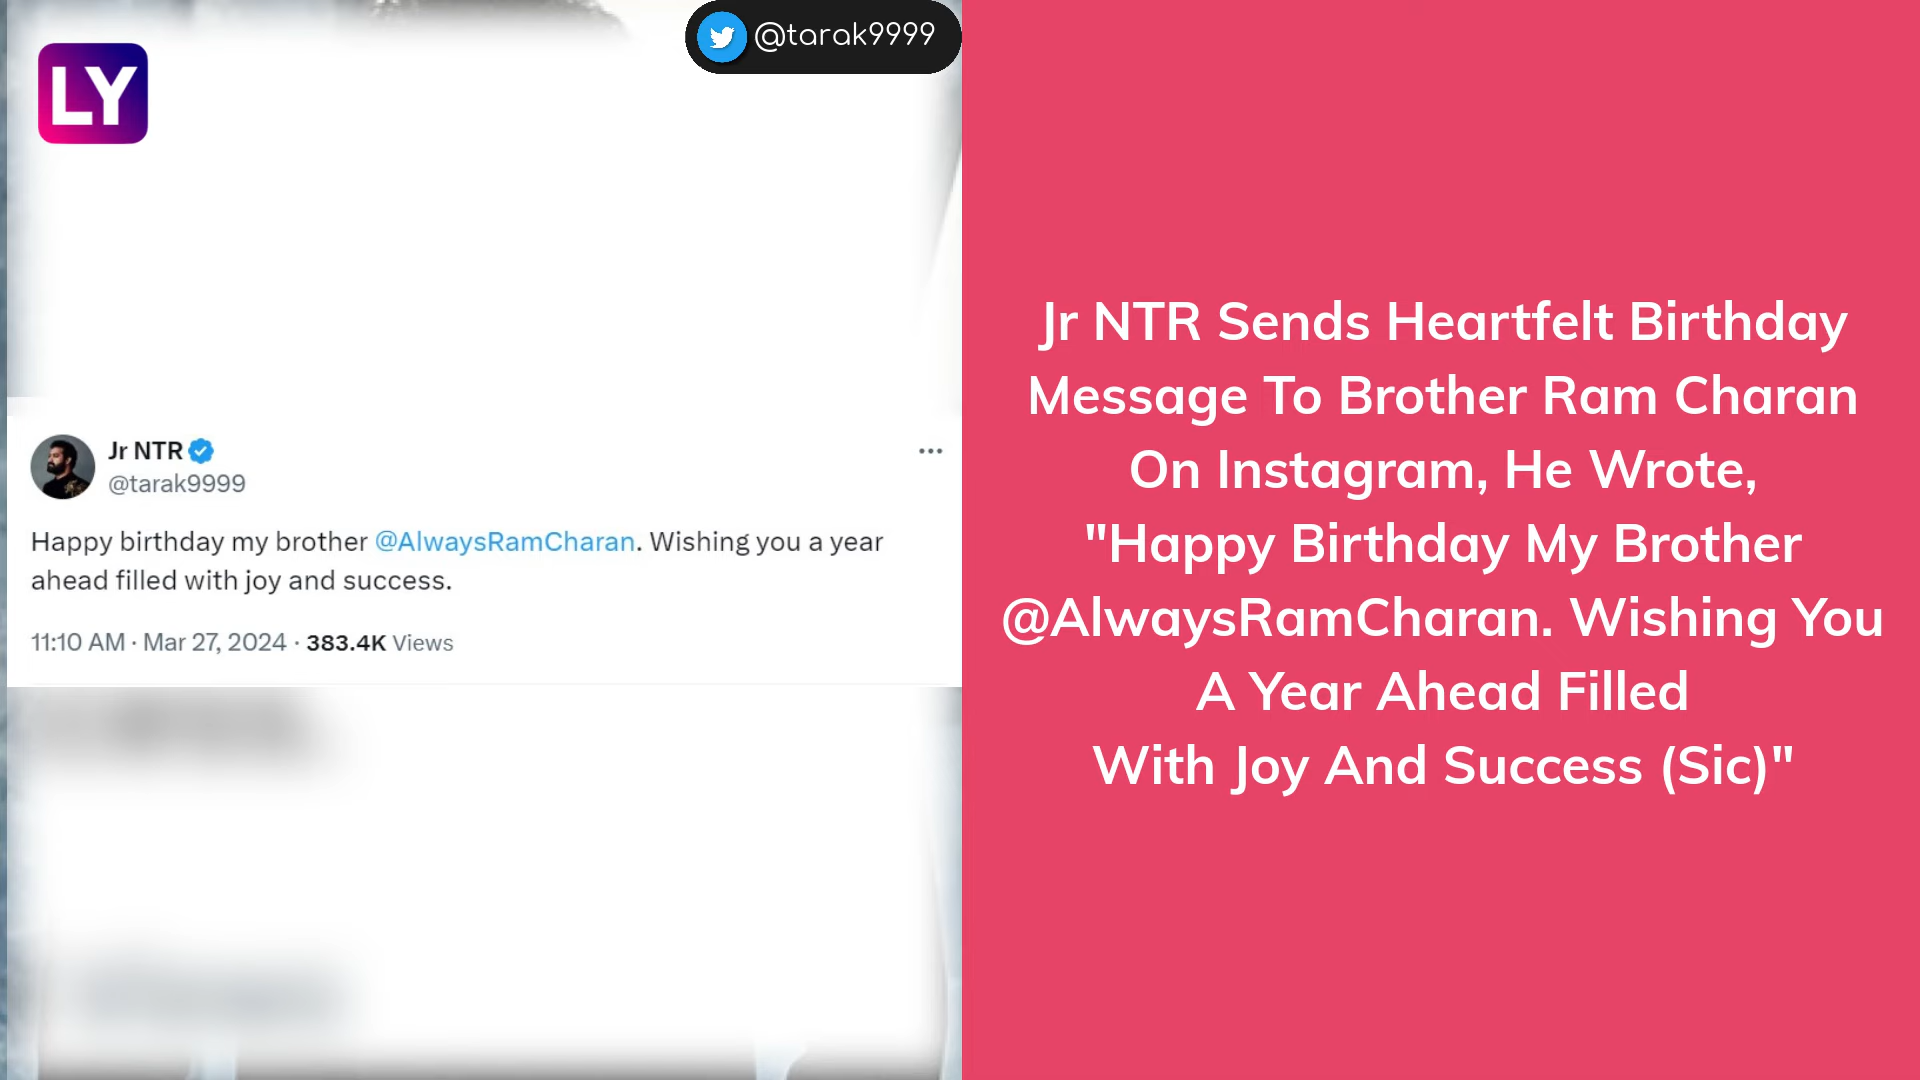 LY
@tarak9999
Jr NTR
@tarak9999
Happy birthday my brother @AlwaysRamCharan. Wishing you a year
ahead filled with joy and success.
11:10 AM · Mar 27, 2024 · 383.4K Views
Jr NTR Sends Heartfelt Birthday
Message To Brother Ram Charan
On Instagram, He Wrote,
"Happy Birthday My Brother
@AlwaysRamCharan. Wishing You
A Year Ahead Filled
With Joy And Success (Sic)"